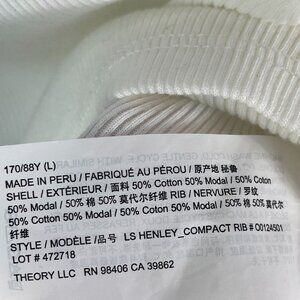 170/88Y (L)
MADE IN PERU / FABRIQUÉ AU PÉROU / 原产地 秘鲁
SHELL / EXTÉRIEUR / 面料 50% Cotton 50% Modal / 50% Coton
50% Modal / 50% 棉 50% 莫代尔纤维 RIB / NERVURE / 罗纹
50% Cotton 50% Modal / 50% Coton 50% Modal / 50% 棉 50% 莫代尔
纤维
STYLE / MODÈLE /品号 LS HENLEY_COMPACT RIB # O0124501
LOT # 472718
THEORY LLC RN 98406 CA 39862